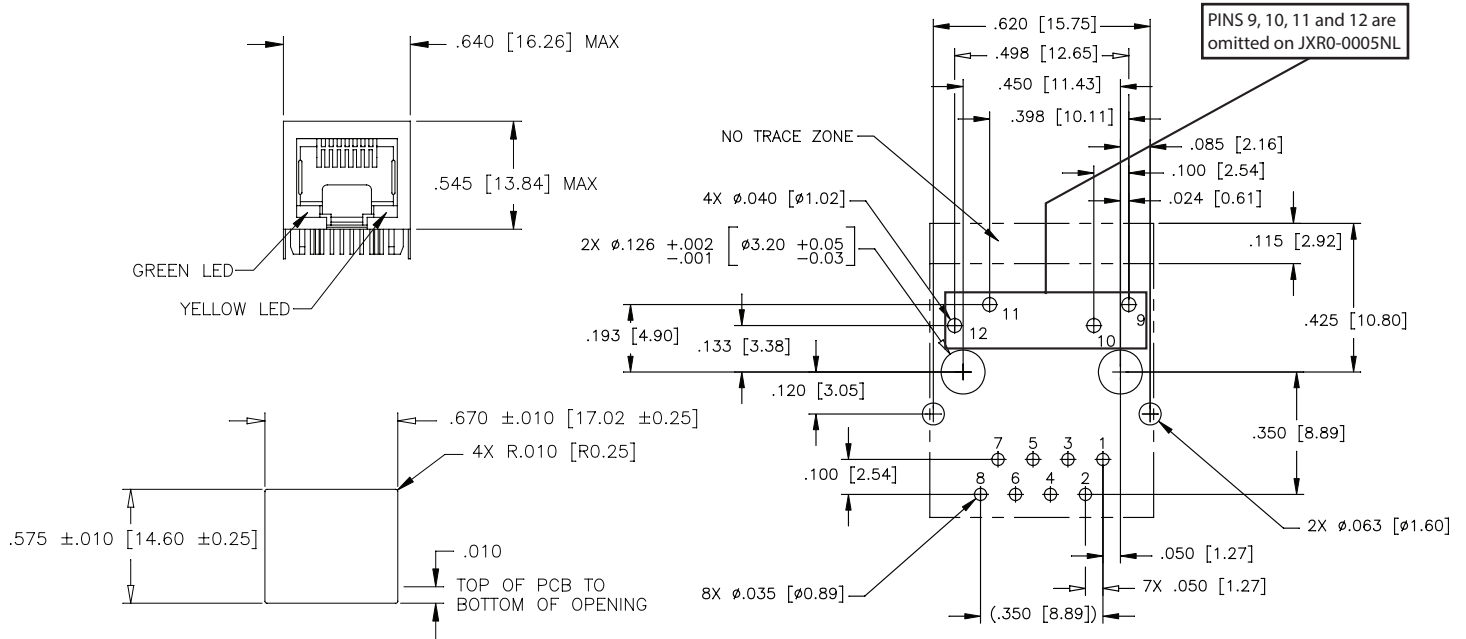 .640 [16.26] MAX
.545 [13.84] MAX
GREEN LED
YELLOW LED
.670 ±.010 [17.02 ±0.25]
4X R.010 [R0.25]
.575 ±.010 [14.60 ±0.25]
.010
TOP OF PCB TO
BOTTOM OF OPENING
PINS 9, 10, 11 and 12 are
omitted on JXR0-0005NL
.620 [15.75]
.498 [12.65]
.450 [11.43]
.398 [10.11]
NO TRACE ZONE
.085 [2.16]
.100 [2.54]
4X ø.040 [ø1.02]
.024 [0.61]
2X ø.126 +.002 [ø3.20 +0.05
-.001 -0.03]
.115 [2.92]
11
9
12
10
.193 [4.90]
.133 [3.38]
.425 [10.80]
.120 [3.05]
.350 [8.89]
7 5 3 1
.100 [2.54]
8 6 4 2
2X ø.063 [ø1.60]
.050 [1.27]
8X ø.035 [ø0.89]
7X .050 [1.27]
(.350 [8.89])